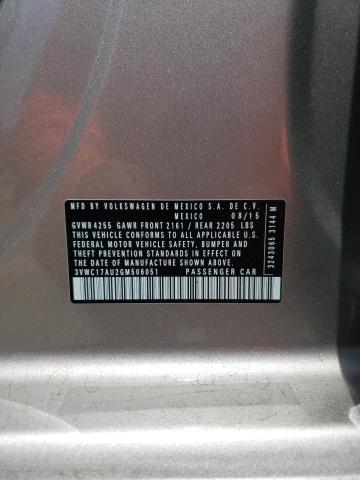 MFD BY VOLKSWAGEN DE MEXICO S.A. DE C.V.
MEXICO 08/15
GVWR 4255 GAWR FRONT 2161 / REAR 2205 LBS
THIS VEHICLE CONFORMS TO ALL APPLICABLE U.S.
FEDERAL MOTOR VEHICLE SAFETY, BUMPER AND
THEFT PREVENTION STANDARDS IN EFFECT ON THE
DATE OF MANUFACTURE SHOWN ABOVE.
3VWC17AU2GM506051 PASSENGER CAR
3243065 3144 M